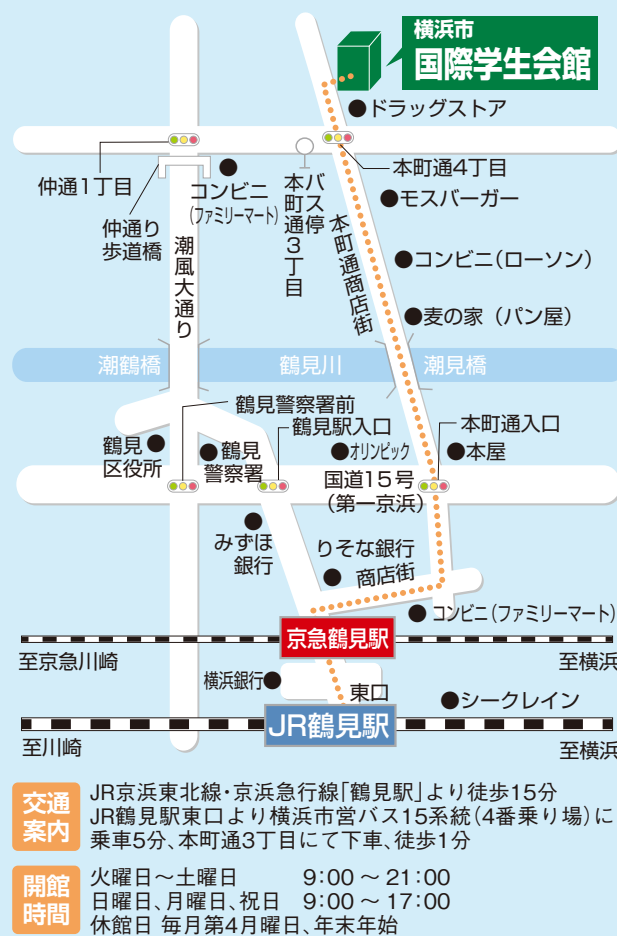 横浜市
国際学生会館
●ドラッグストア
本町通4丁目
仲通1丁目
コンビニ
(ファミリーマート)
バス停
本町通3丁目
●モスバーガー
仲通り
歩道橋
潮風大通り
本町通商店街
●コンビニ(ローソン)
●麦の家（パン屋）
潮鶴橋
鶴見川
潮見橋
鶴見警察署前
鶴見駅入口
本町通入口
鶴見
区役所
●鶴見
警察署
●オリンピック
●本屋
国道15号
（第一京浜）
みずほ
銀行
りそな銀行
商店街
●コンビニ(ファミリーマート)
京急鶴見駅
至京急川崎
至横浜
横浜銀行●
東口
●シークレイン
JR鶴見駅
至川崎
至横浜
交通
案内
JR京浜東北線・京浜急行線「鶴見駅」より徒歩15分
JR鶴見駅東口より横浜市営バス15系統(4番乗り場)に
乗車5分、本町通3丁目にて下車、徒歩1分
開館
時間
火曜日～土曜日 9:00 ～ 21:00
日曜日、月曜日、祝日 9:00 ～ 17:00
休館日 毎月第4月曜日、年末年始